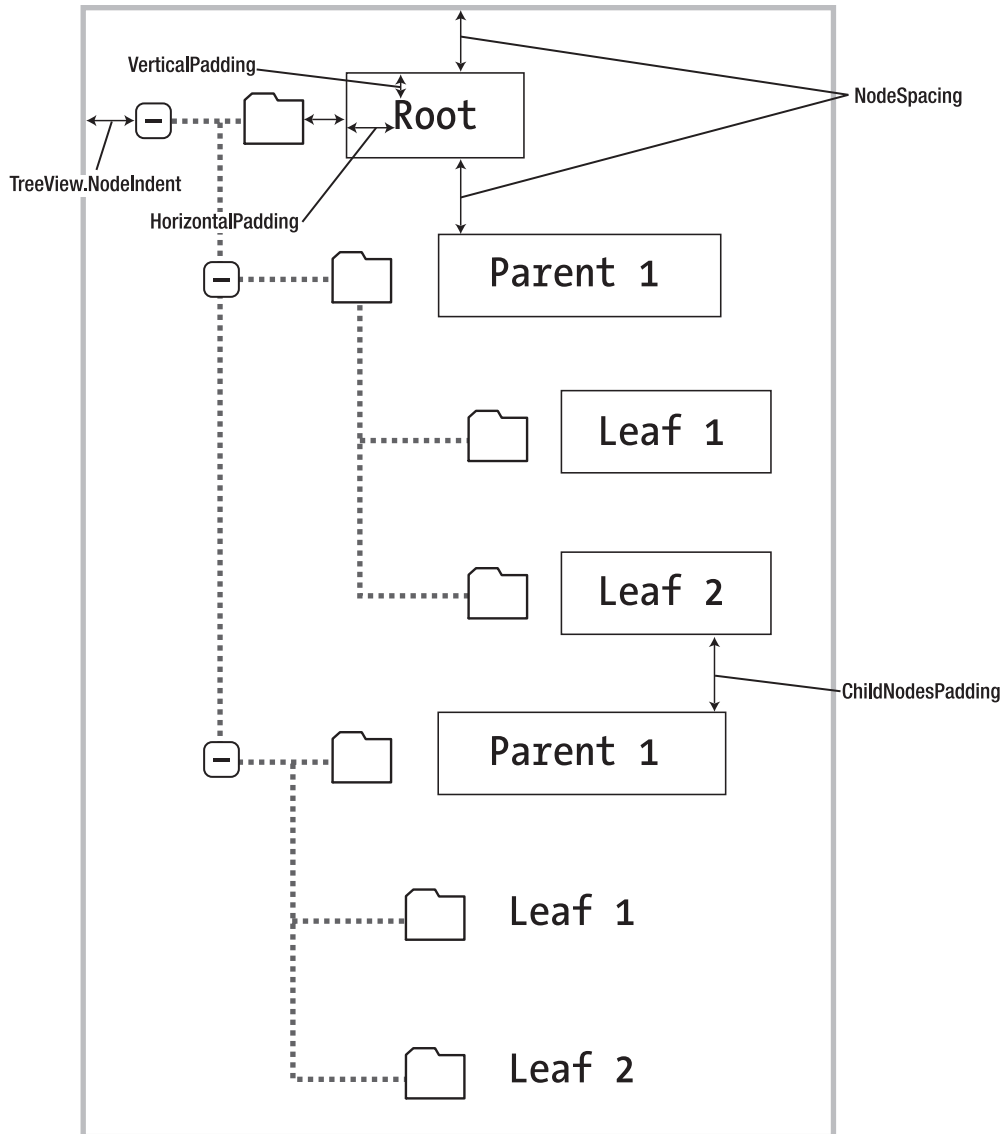 VerticalPadding
Root
NodeSpacing
TreeView.NodeIndent
HorizontalPadding
Parent 1
Leaf 1
Leaf 2
ChildNodesPadding
Parent 1
Leaf 1
Leaf 2